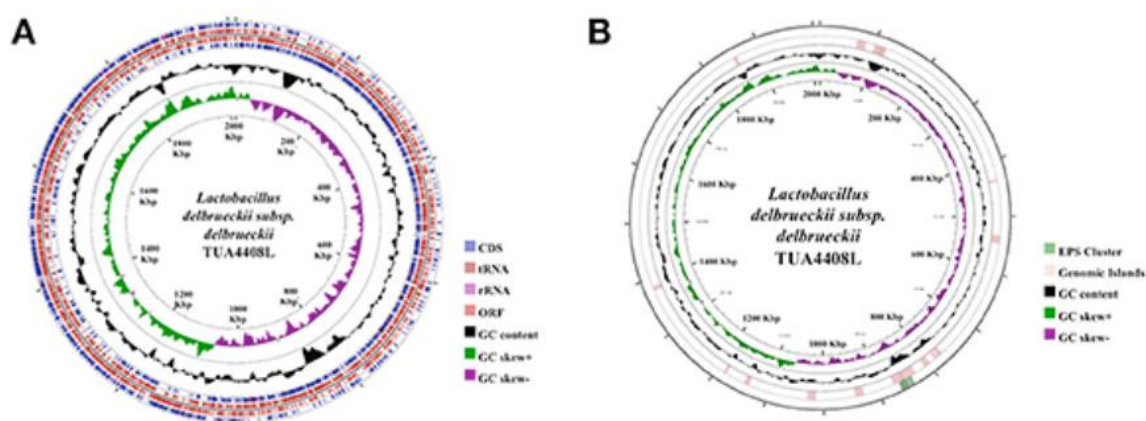 A
2000
Kbp
200
Kbp
400
Kbp
600
Kbp
800
Kbp
1000
Kbp
1200
Kbp
1400
Kbp
1600
Kbp
1800
Kbp
Lactobacillus
delbrueckii subsp.
delbrueckii
TUA4408L
CDS
tRNA
rRNA
ORF
GC content
GC skew+
GC skew-
B
2000 Kbp
200 Kbp
400 Kbp
600 Kbp
800 Kbp
1000 Kbp
1200 Kbp
1400 Kbp
1600 Kbp
1800 Kbp
Lactobacillus
delbrueckii subsp.
delbrueckii
TUA4408L
EPS Cluster
Genomic Islands
GC content
GC skew+
GC skew-